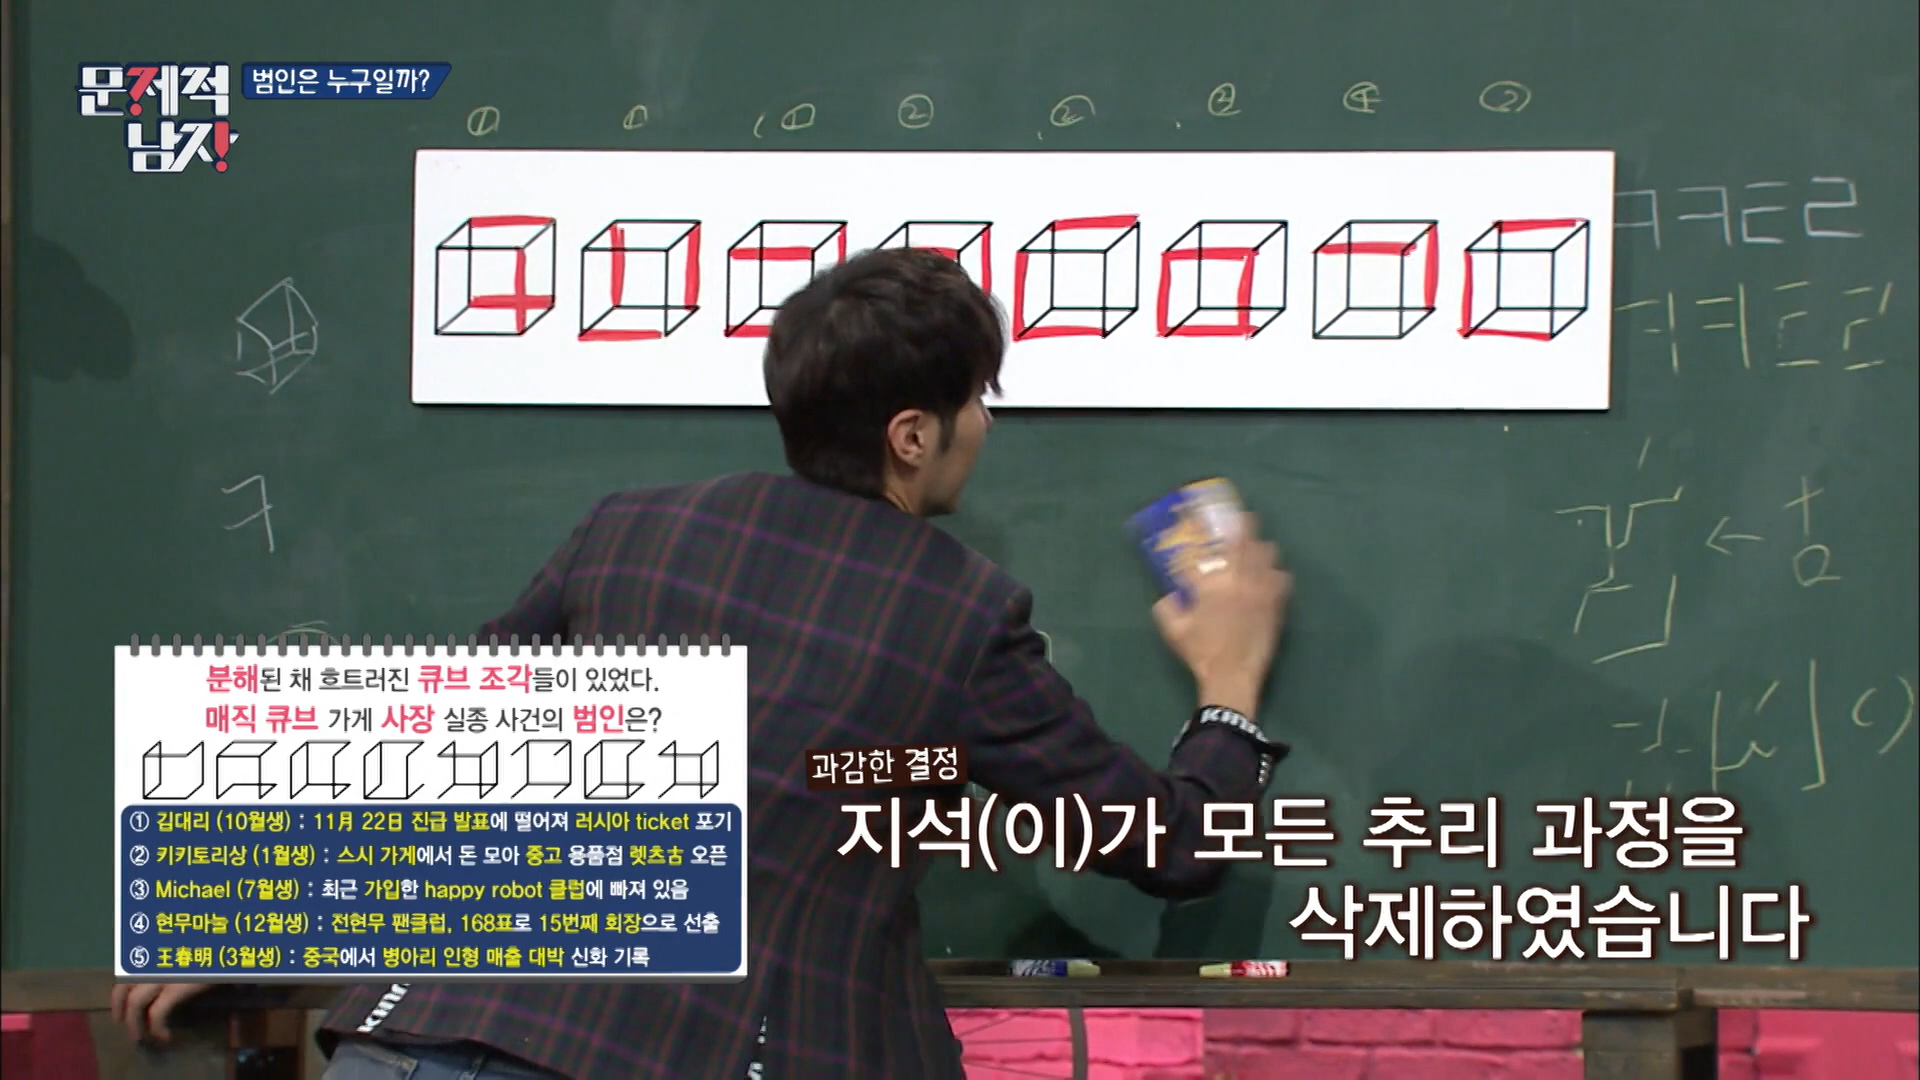 문제적
남자
범인은 누구일까?
① ① ① ② ② ② ④ ②
ㅋㅋㅌㄹ
ㅋ
분해된 채 흐트러진 큐브 조각들이 있었다.
매직 큐브 가게 사장 실종 사건의 범인은?
① 김대리 (10월생) : 11月 22日 진급 발표에 떨어져 러시아 ticket 포기
② 키키토리상 (1월생) : 스시 가게에서 돈 모아 중고 용품점 렛츠古 오픈
③ Michael (7월생) : 최근 가입한 happy robot 클럽에 빠져 있음
④ 현무마늘 (12월생) : 전현무 팬클럽, 168표로 15번째 회장으로 선출
⑤ 王春明 (3월생) : 중국에서 병아리 인형 매출 대박 신화 기록
과감한 결정
지석(이)가 모든 추리 과정을
삭제하였습니다